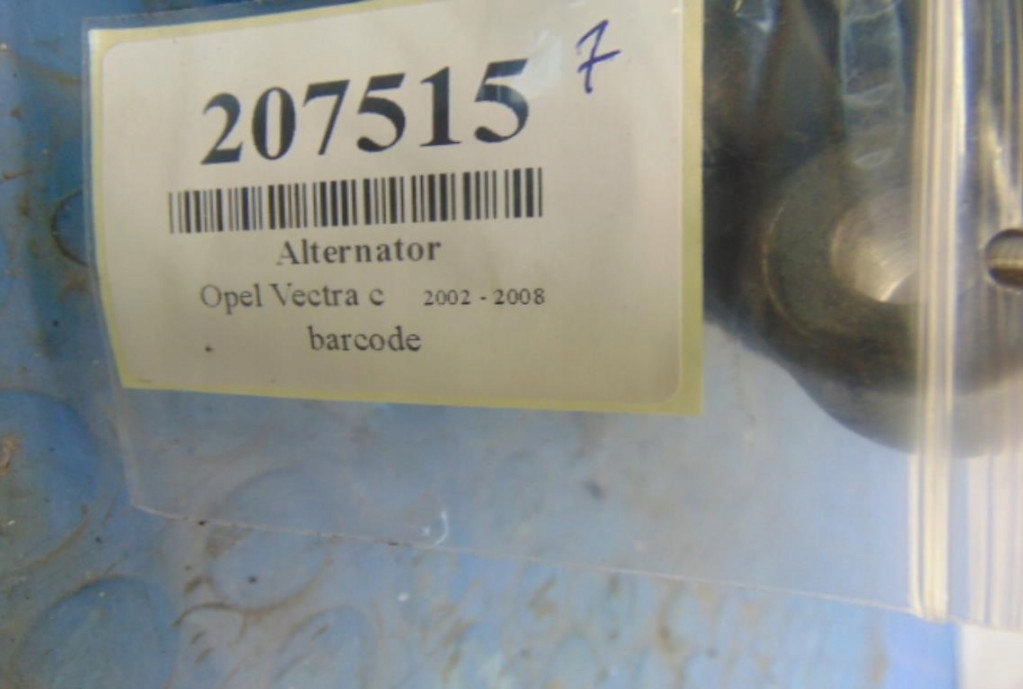 207515 7
Alternator
Opel Vectra c 2002 - 2008
barcode